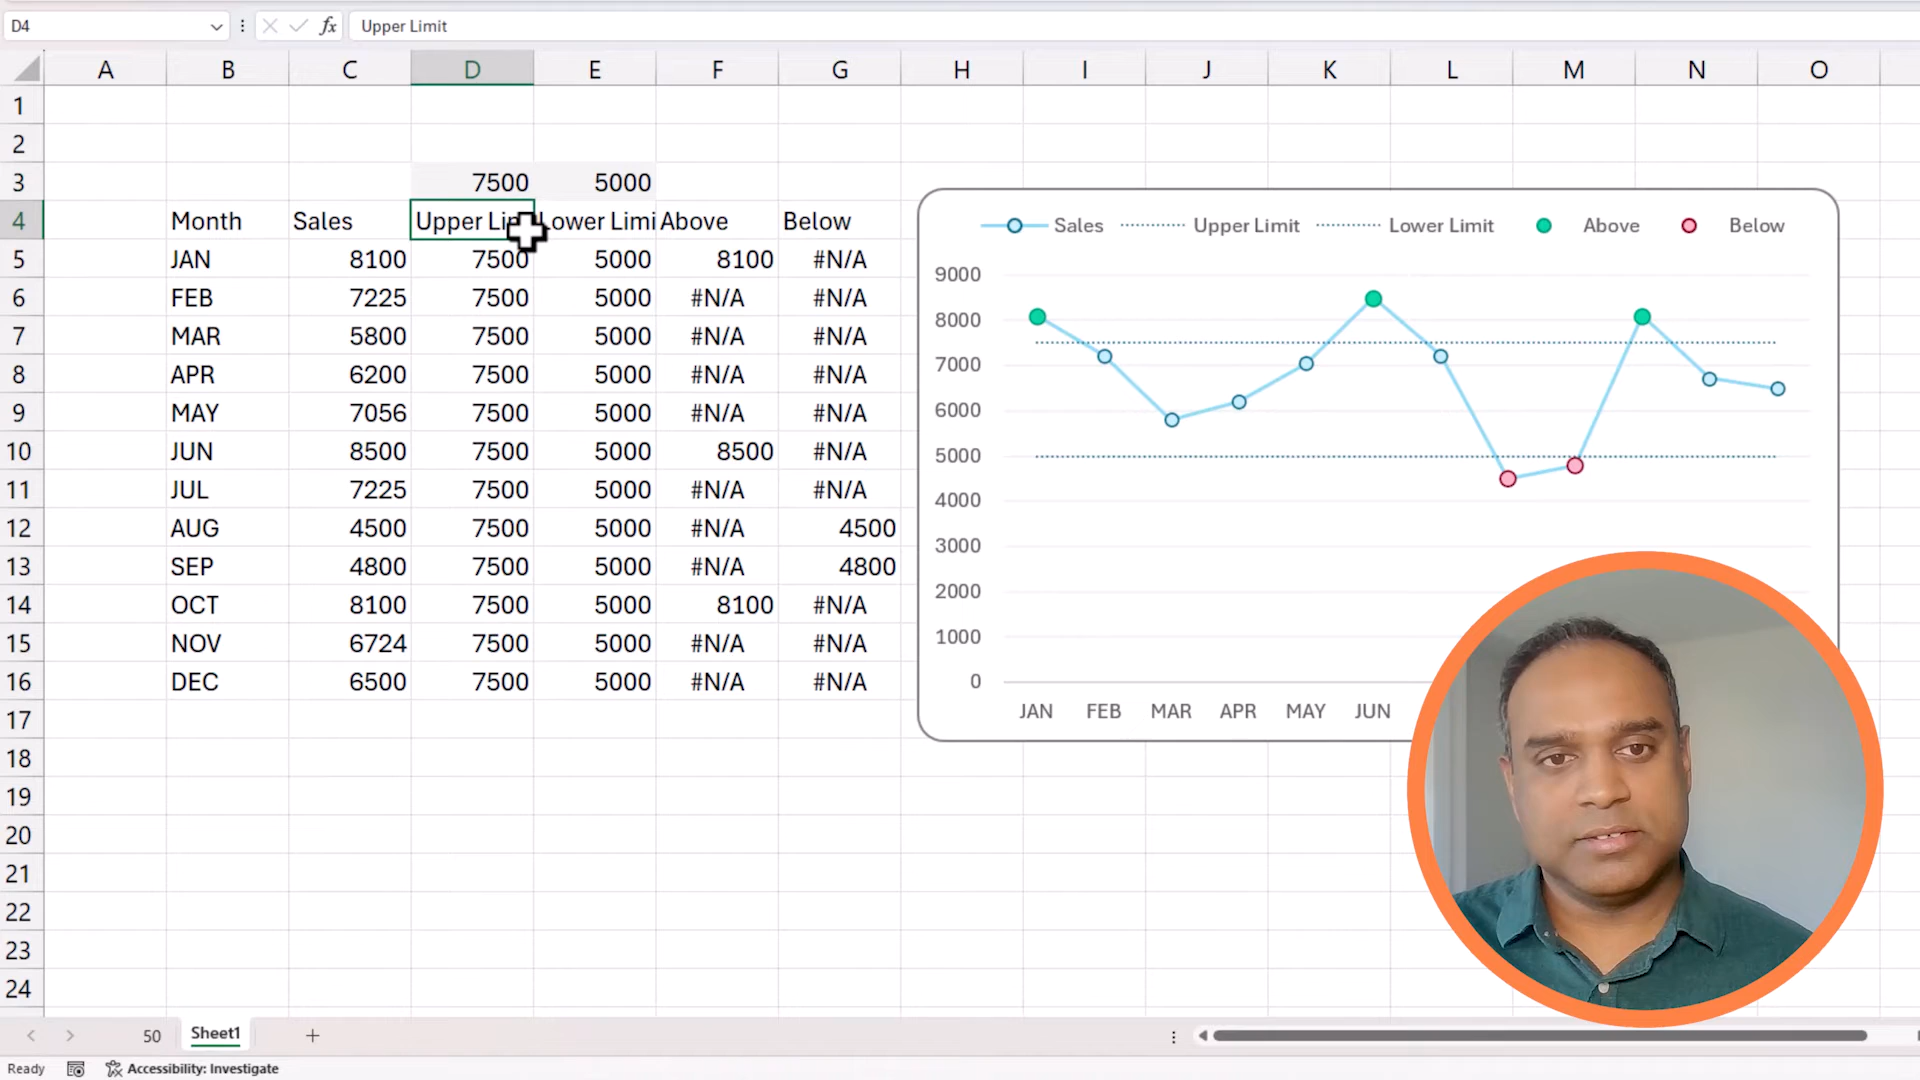 D4 fx Upper Limit
A B C D E F G H I J K L M N O
1
2
3 7500 5000
4 Month Sales Upper Lim Lower Limi Above Below
5 JAN 8100 7500 5000 8100 #N/A
6 FEB 7225 7500 5000 #N/A #N/A
7 MAR 5800 7500 5000 #N/A #N/A
8 APR 6200 7500 5000 #N/A #N/A
9 MAY 7056 7500 5000 #N/A #N/A
10 JUN 8500 7500 5000 8500 #N/A
11 JUL 7225 7500 5000 #N/A #N/A
12 AUG 4500 7500 5000 #N/A 4500
13 SEP 4800 7500 5000 #N/A 4800
14 OCT 8100 7500 5000 8100 #N/A
15 NOV 6724 7500 5000 #N/A #N/A
16 DEC 6500 7500 5000 #N/A #N/A
17
18
19
20
21
22
23
24
Sales Upper Limit Lower Limit Above Below
9000
8000
7000
6000
5000
4000
3000
2000
1000
0
JAN FEB MAR APR MAY JUN
50 Sheet1 +
Ready Accessibility: Investigate